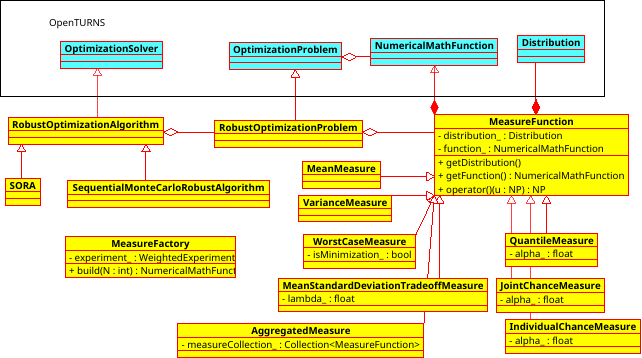 OpenTURNS
OptimizationSolver
OptimizationProblem
NumericalMathFunction
Distribution
RobustOptimizationAlgorithm
RobustOptimizationProblem
MeasureFunction
- distribution_ : Distribution
- function_ : NumericalMathFunction
+ getDistribution()
+ getFunction() : NumericalMathFunction
+ operator()(u : NP) : NP
MeanMeasure
SORA
SequentialMonteCarloRobustAlgorithm
VarianceMeasure
MeasureFactory
- experiment_ : WeightedExperiment
+ build(N : int) : NumericalMathFunct
WorstCaseMeasure
- isMinimization_ : bool
QuantileMeasure
- alpha_ : float
MeanStandardDeviationTradeoffMeasure
- lambda_ : float
JointChanceMeasure
- alpha_ : float
AggregatedMeasure
- measureCollection_ : Collection<MeasureFunction>
IndividualChanceMeasure
- alpha_ : float